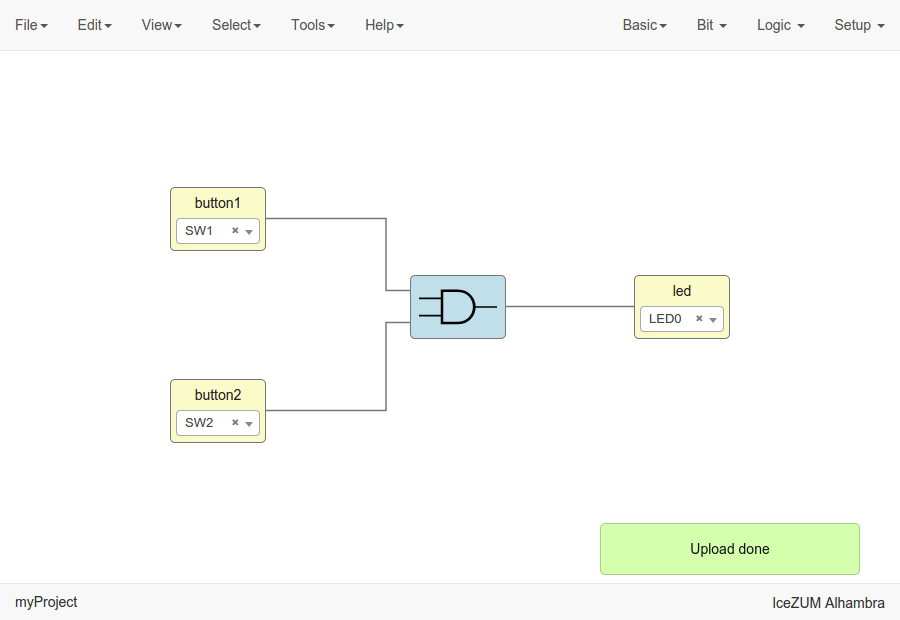 File Edit View Select Tools Help Basic Bit Logic Setup
button1
SW1 ×
led
LED0 ×
button2
SW2 ×
Upload done
myProject IceZUM Alhambra